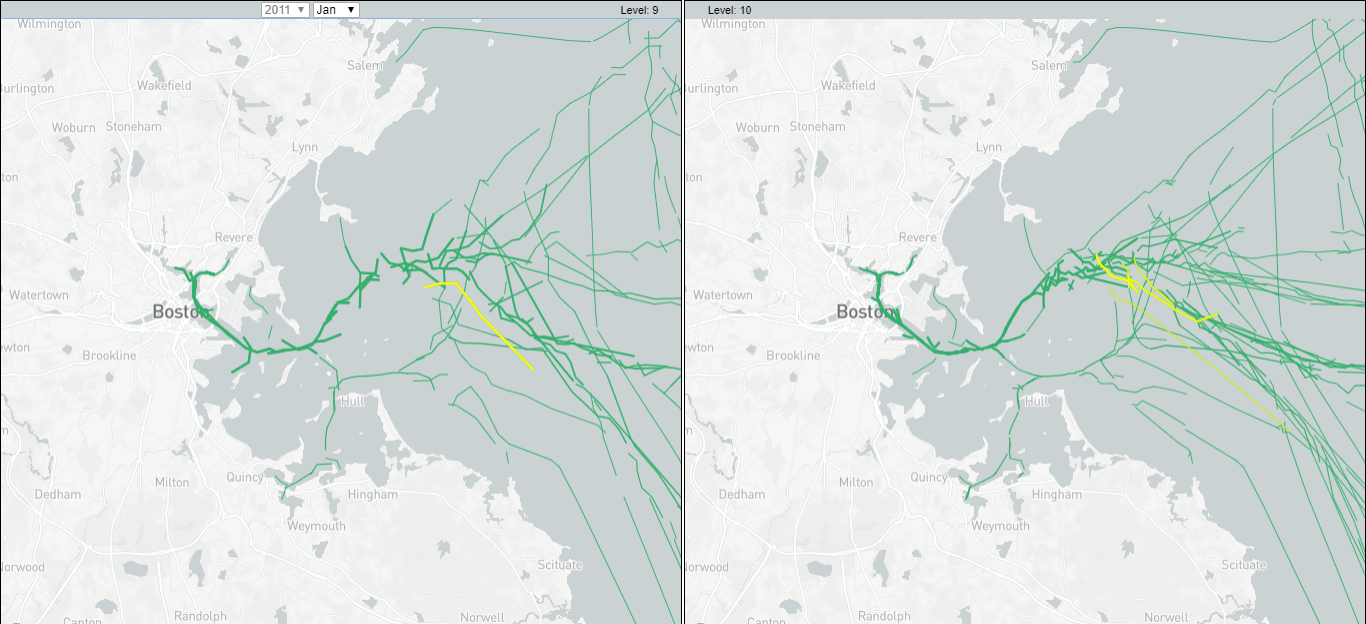 2011 ▼ Jan ▼ Level: 9
Wilmington
Salem
Burlington
Wakefield
Woburn Stoneham
Lynn
Revere
Watertown
Boston
Brookline
Hull
Quincy
Milton
Dedham
Hingham
Weymouth
Norwood
Scituate
Randolph
Norwell
Canton
Level: 10
Wilmington
Salem
Burlington
Wakefield
Woburn Stoneham
Lynn
Revere
Watertown
Boston
Brookline
Hull
Quincy
Milton
Dedham
Hingham
Weymouth
Norwood
Scituate
Randolph
Norwell
Canton